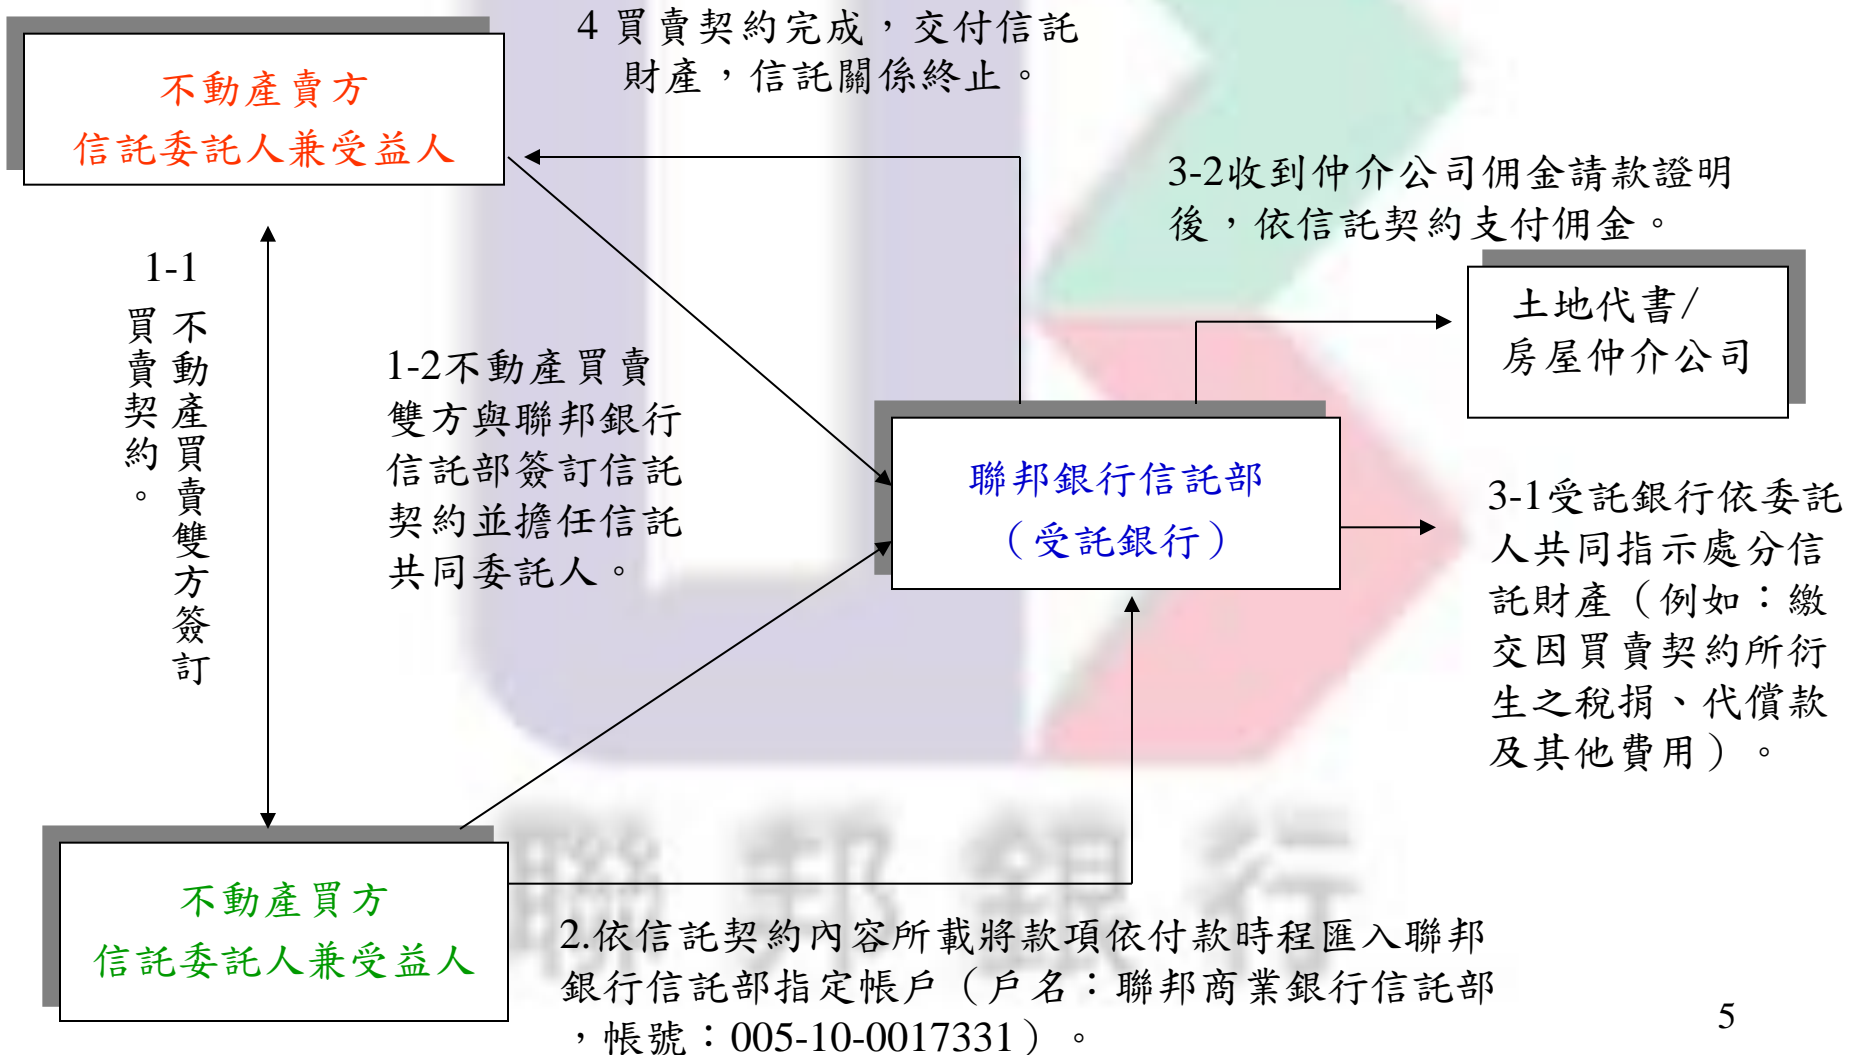 4 買賣契約完成，交付信託
財產，信託關係終止。
不動產賣方
信託委託人兼受益人
3-2收到仲介公司佣金請款證明
後，依信託契約支付佣金。
土地代書/
房屋仲介公司
1-1
不動產買賣雙方簽訂
買賣契約。
1-2不動產買賣
雙方與聯邦銀行
信託部簽訂信託
契約並擔任信託
共同委託人。
聯邦銀行信託部
（受託銀行）
3-1受託銀行依委託
人共同指示處分信
託財產（例如：繳
交因買賣契約所衍
生之稅捐、代償款
及其他費用）。
聯邦銀行
不動產買方
信託委託人兼受益人
2.依信託契約內容所載將款項依付款時程匯入聯邦
銀行信託部指定帳戶（戶名：聯邦商業銀行信託部
，帳號：005-10-0017331）。
5